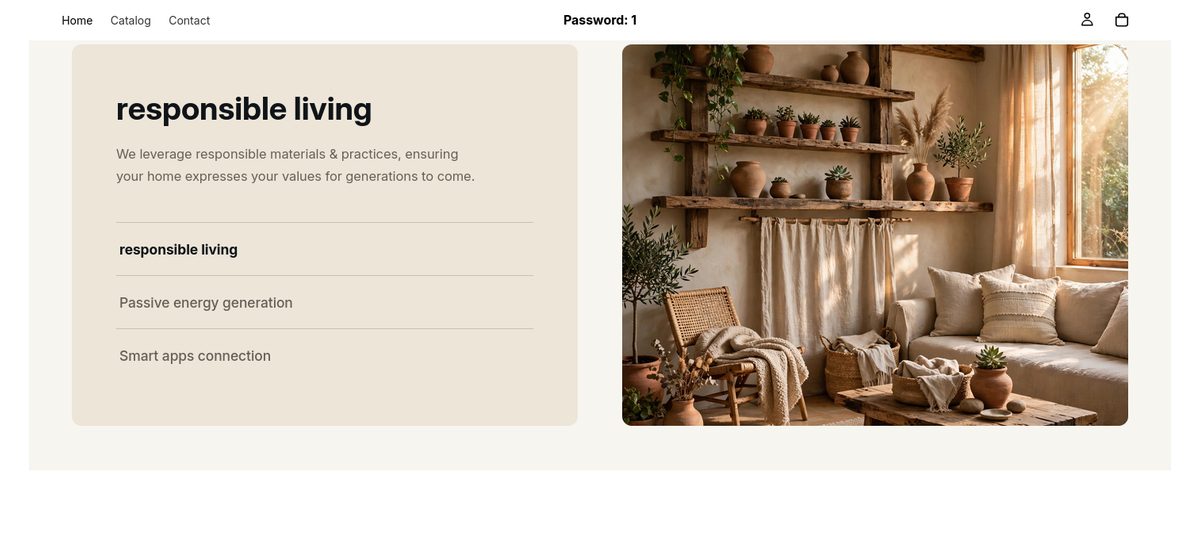 Home
Catalog
Contact
Password: 1
responsible living
We leverage responsible materials & practices, ensuring
your home expresses your values for generations to come.
responsible living
Passive energy generation
Smart apps connection